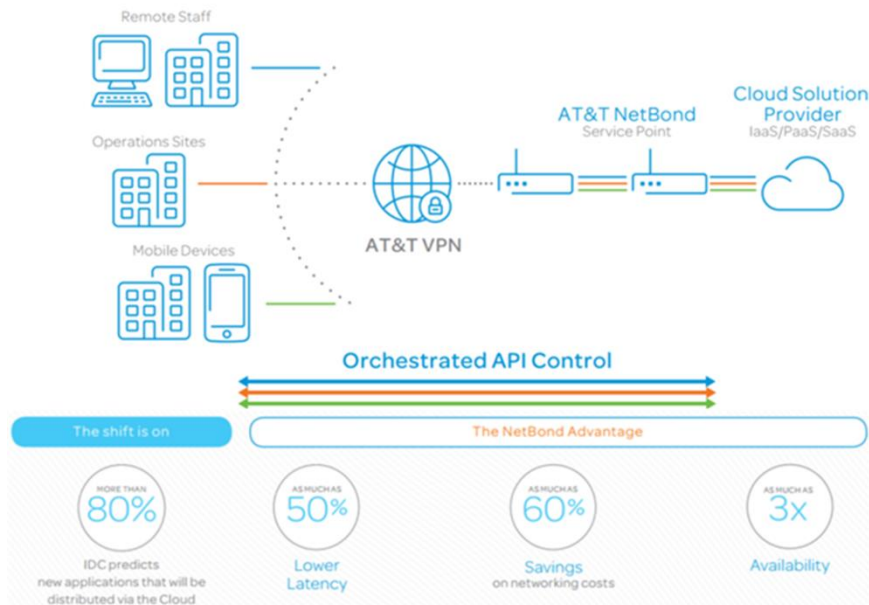 Remote Staff
Operations Sites
Mobile Devices
AT&T VPN
AT&T NetBond
Service Point
Cloud Solution
Provider
IaaS/PaaS/SaaS
Orchestrated API Control
The shift is on
The NetBond Advantage
MORE THAN
80%
IDC predicts
new applications that will be
distributed via the Cloud
AS MUCH AS
50%
Lower
Latency
AS MUCH AS
60%
Savings
on networking costs
AS MUCH AS
3x
Availability